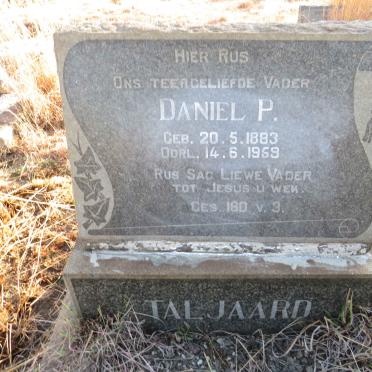 HIER RUS
ONS TEERGELIEFDE VADER
DANIEL P.
GEB. 20.5.1883
OORL. 14.6.1959
RUS SAG LIEWE VADER
TOT JESUS U WEK.
GES. 180 V. 3.
TALJAARD